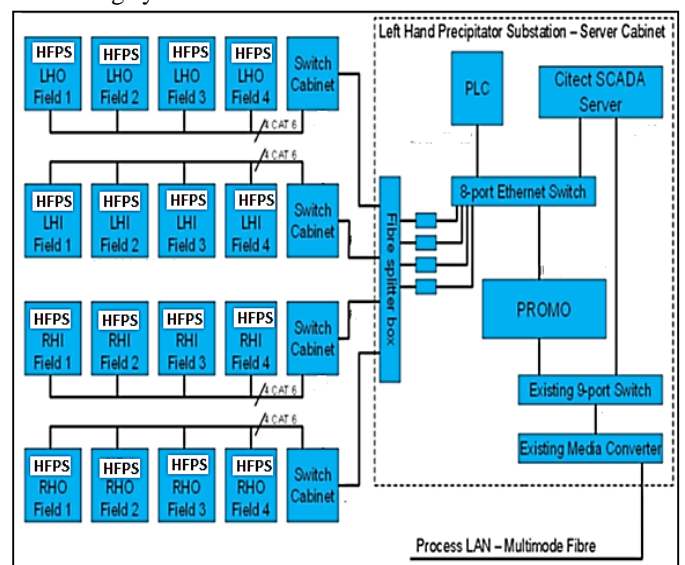 Left Hand Precipitator Substation – Server Cabinet
HFPS
LHO
Field 1
HFPS
LHO
Field 2
HFPS
LHO
Field 3
HFPS
LHO
Field 4
Switch
Cabinet
4 CAT 6
PLC
Citect SCADA
Server
4 CAT 6
HFPS
LHI
Field 1
HFPS
LHI
Field 2
HFPS
LHI
Field 3
HFPS
LHI
Field 4
Switch
Cabinet
Fibre splitter box
8-port Ethernet Switch
HFPS
RHI
Field 1
HFPS
RHI
Field 2
HFPS
RHI
Field 3
HFPS
RHI
Field 4
Switch
Cabinet
4 CAT 6
PROMO
Existing 9-port Switch
4 CAT 6
HFPS
RHO
Field 1
HFPS
RHO
Field 2
HFPS
RHO
Field 3
HFPS
RHO
Field 4
Switch
Cabinet
Existing Media Converter
Process LAN – Multimode Fibre